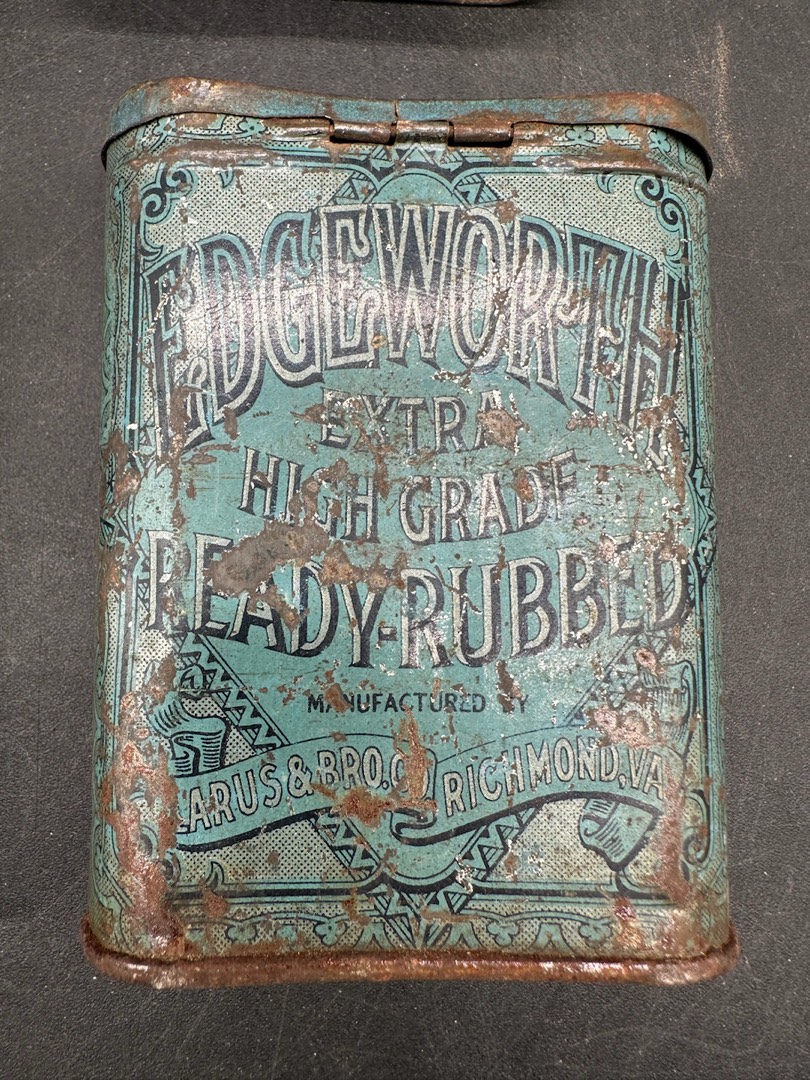 EDGEWORTH
EXTRA
HIGH GRADE
READY-RUBBED
MANUFACTURED BY
LARUS & BRO. CO RICHMOND, VA